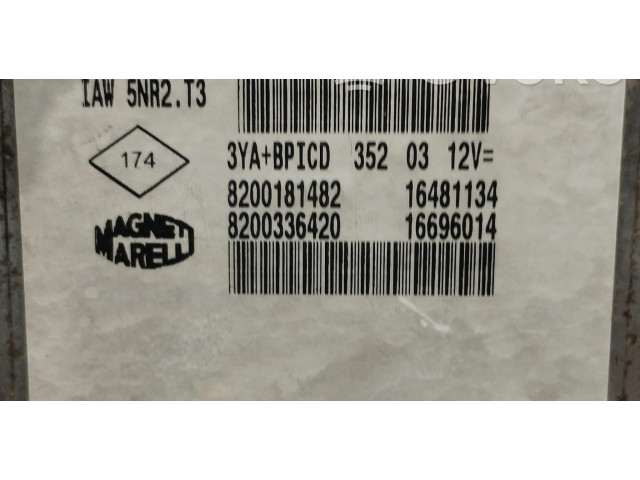 IAW 5NR2.T3
174
3YA+BPICD 352 03 12V=
8200181482 16481134
8200336420 16696014
MAGNETI
MARELLI